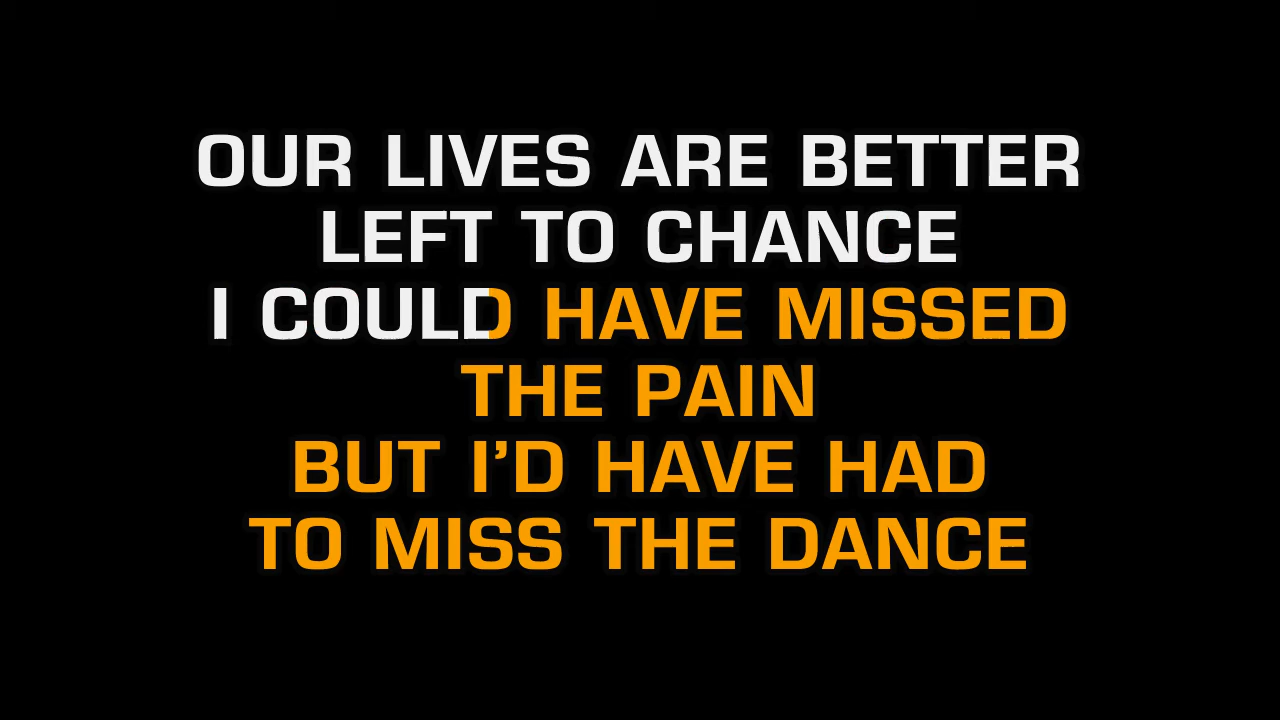 OUR LIVES ARE BETTER
LEFT TO CHANCE
I COULD HAVE MISSED
THE PAIN
BUT I’D HAVE HAD
TO MISS THE DANCE